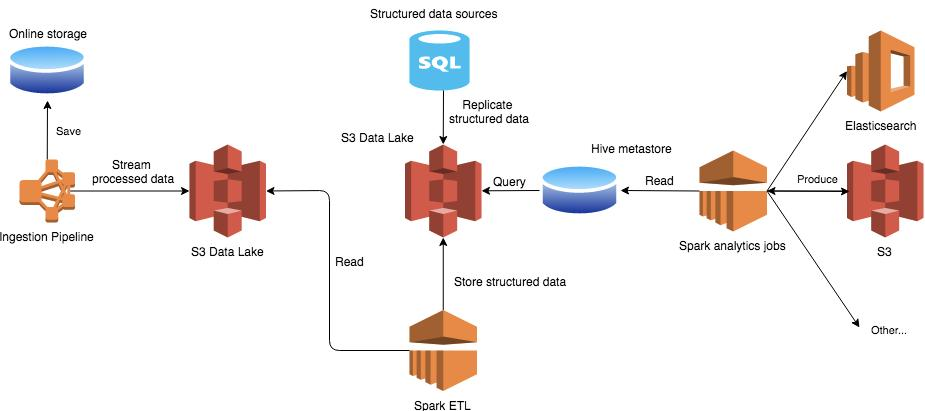 Structured data sources
Online storage
SQL
Save
Replicate
structured data
Elasticsearch
S3 Data Lake
Hive metastore
Stream
processed data
Query
Read
Produce
Ingestion Pipeline
S3 Data Lake
Spark analytics jobs
S3
Read
Store structured data
Other...
Spark ETL